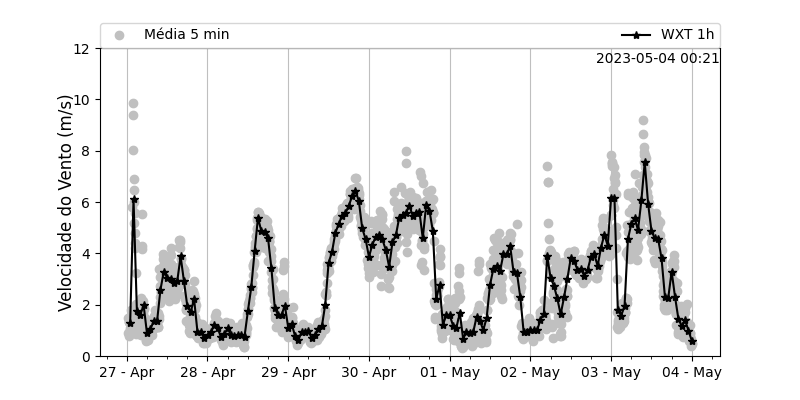 Média 5 min
WXT 1h
2023-05-04 00:21
Velocidade do Vento (m/s)
12
10
8
6
4
2
0
27 - Apr
28 - Apr
29 - Apr
30 - Apr
01 - May
02 - May
03 - May
04 - May